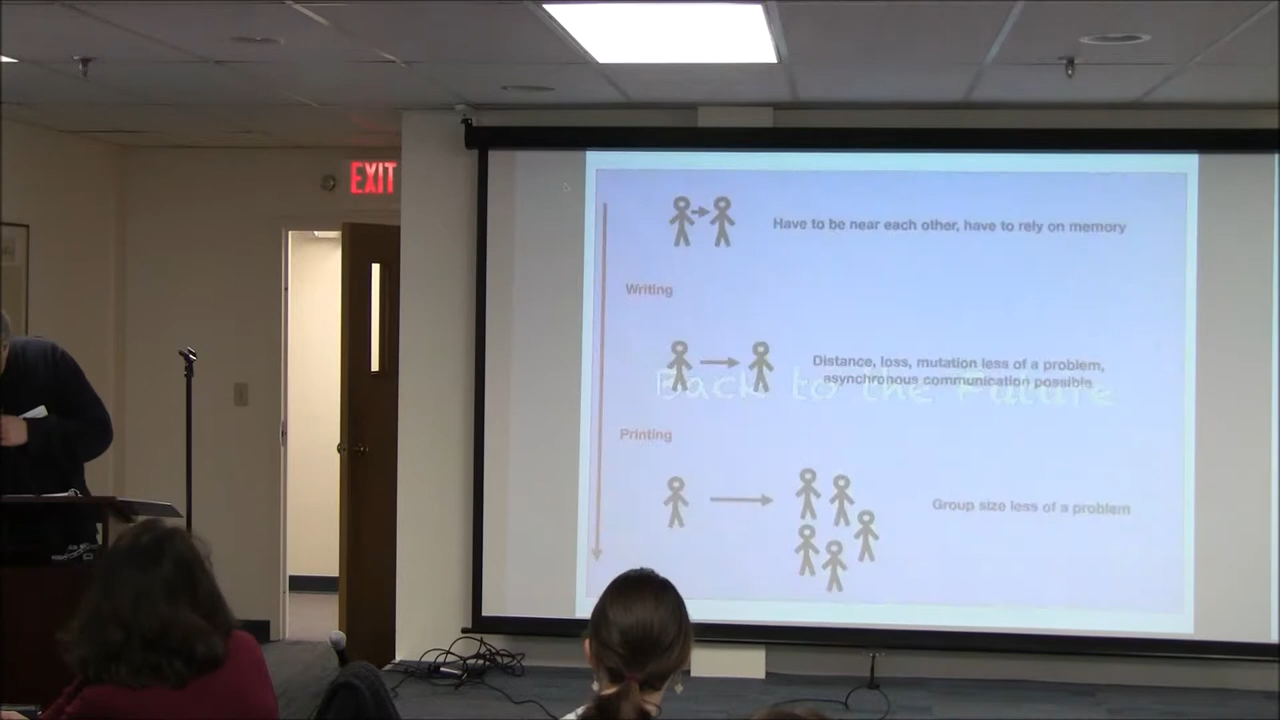 EXIT
Have to be near each other, have to rely on memory
Writing
Distance, loss, mutation less of a problem,
asynchronous communication possible
Back to the Future
Printing
Group size less of a problem